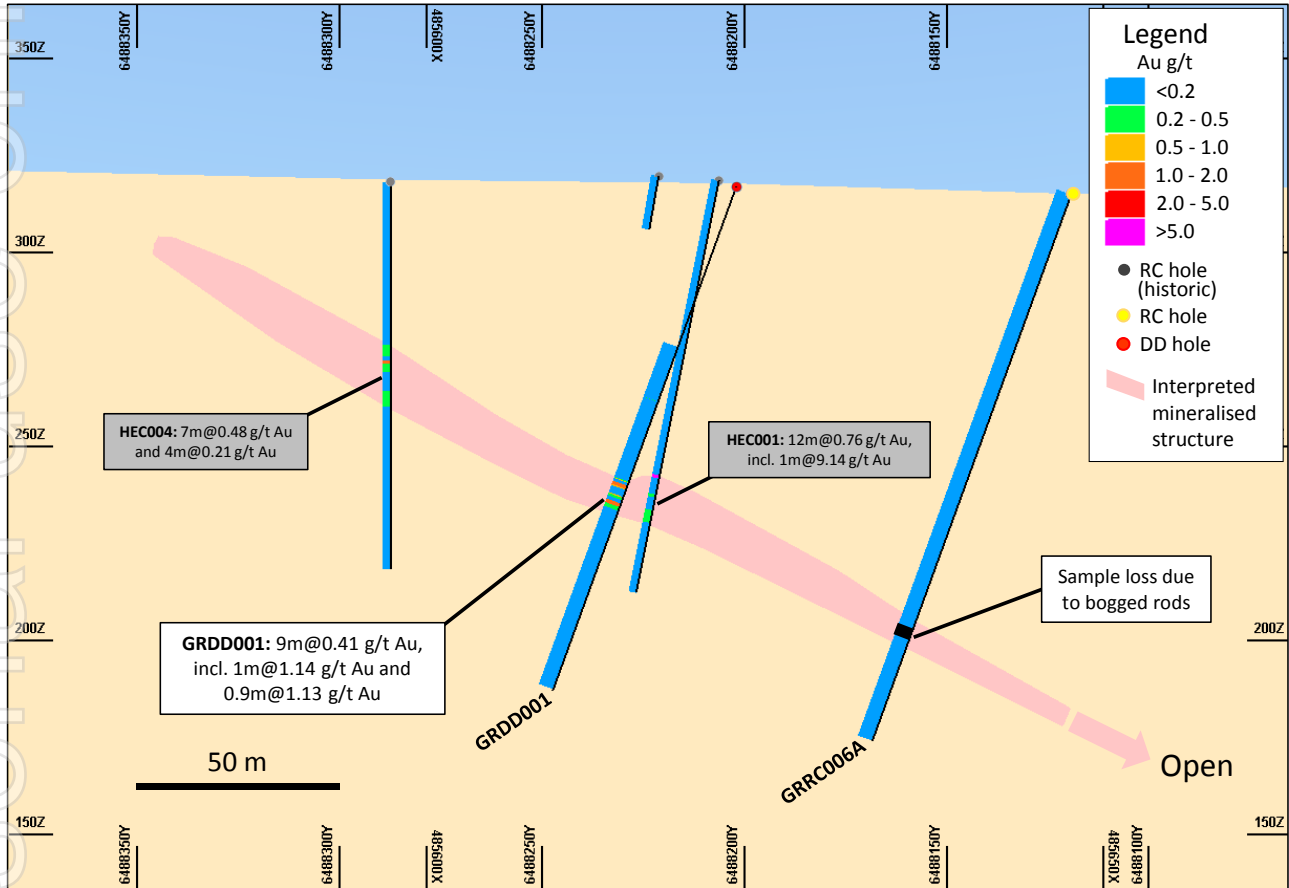 6488350Y
6488300Y
485600X
6488250Y
6488200Y
6488150Y
350Z
300Z
250Z
200Z
150Z
Legend
Au g/t
<0.2
0.2 - 0.5
0.5 - 1.0
1.0 - 2.0
2.0 - 5.0
>5.0
RC hole
(historic)
RC hole
DD hole
Interpreted
mineralised
structure
HEC004: 7m@0.48 g/t Au
and 4m@0.21 g/t Au
HEC001: 12m@0.76 g/t Au,
incl. 1m@9.14 g/t Au
Sample loss due
to bogged rods
GRDD001: 9m@0.41 g/t Au,
incl. 1m@1.14 g/t Au and
0.9m@1.13 g/t Au
GRDD001
GRRC006A
Open
50 m
200Z
150Z
6488350Y
6488300Y
485600X
6488250Y
6488200Y
6488150Y
485650X
6488100Y